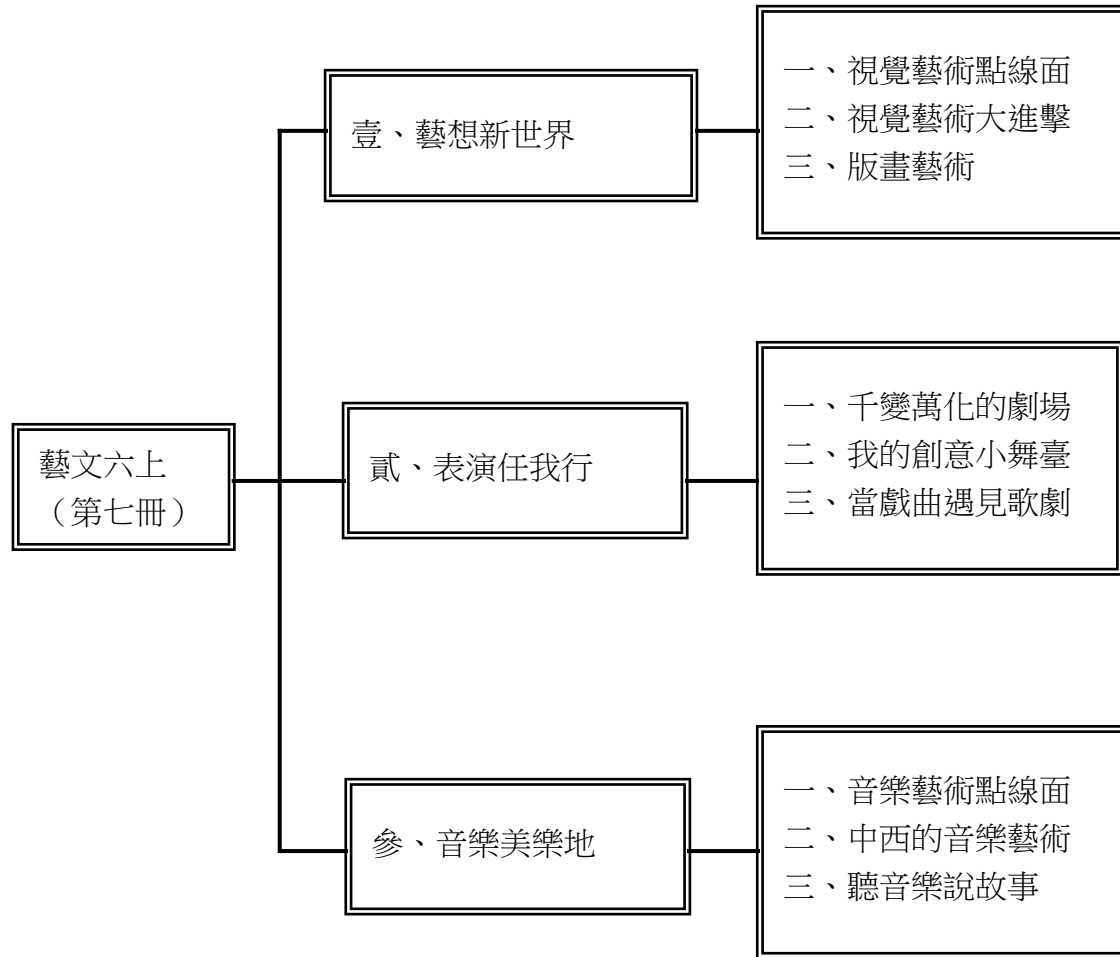 藝文六上
（第七冊）
壹、藝想新世界
一、視覺藝術點線面
二、視覺藝術大進擊
三、版畫藝術
貳、表演任我行
一、千變萬化的劇場
二、我的創意小舞臺
三、當戲曲遇見歌劇
參、音樂美樂地
一、音樂藝術點線面
二、中西的音樂藝術
三、聽音樂說故事